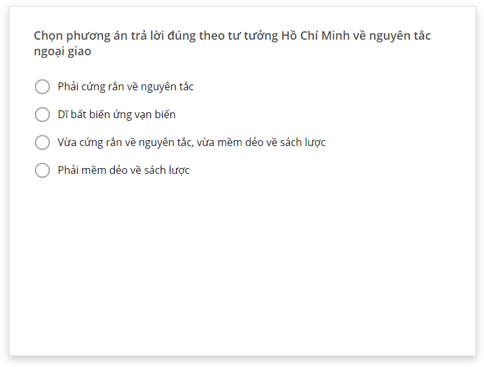 Chọn phương án trả lời đúng theo tư tưởng Hồ Chí Minh về nguyên tắc
ngoại giao
Phải cứng rắn về nguyên tắc
Dĩ bất biến ứng vạn biến
Vừa cứng rắn về nguyên tắc, vừa mềm dẻo về sách lược
Phải mềm dẻo về sách lược